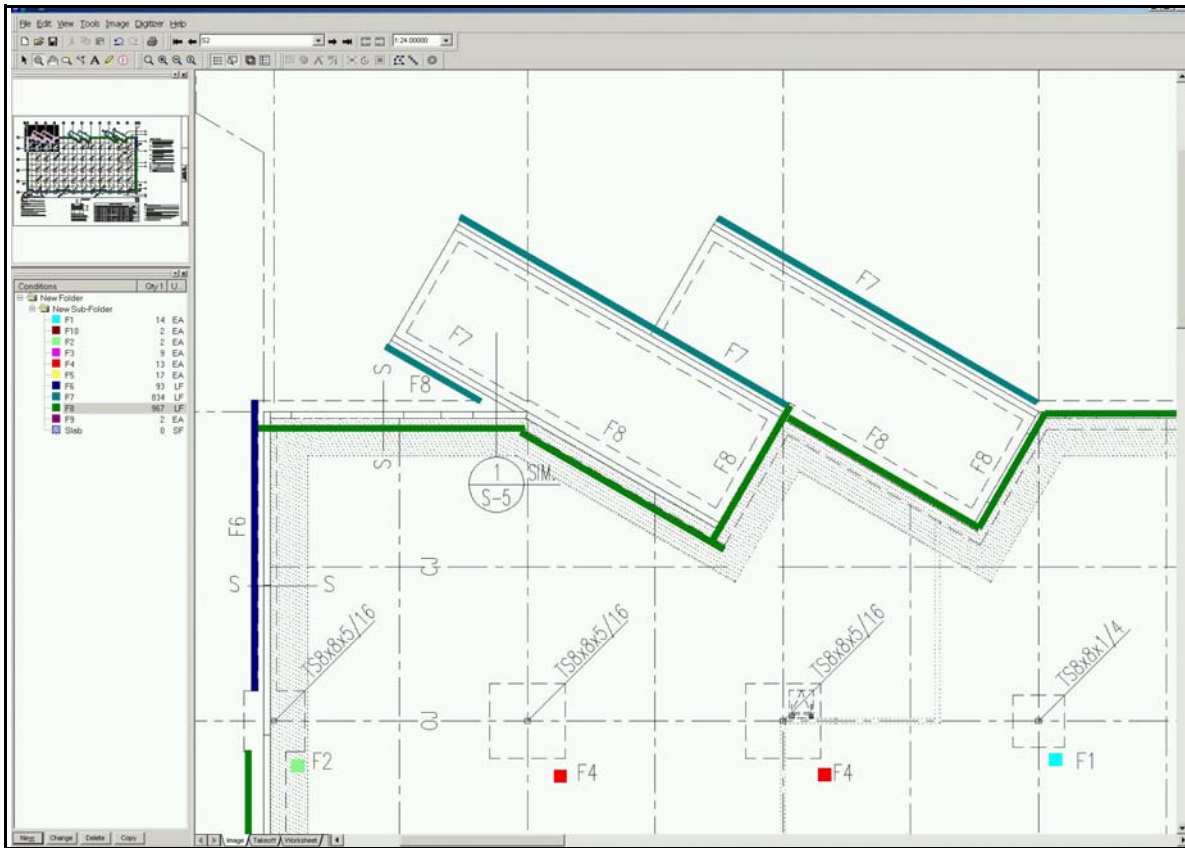 File Edit View Tools Image Digitizer Help
S2
1:24.00000
Conditions Qty 1 U...
New Folder
New Sub-Folder
F1 14 EA
F10 2 EA
F2 2 EA
F3 9 EA
F4 13 EA
F5 17 EA
F6 93 LF
F7 834 LF
F8 967 LF
F9 2 EA
Slab 0 SF
F7
F7
F7
S
F8
F8
F8
F8
F8
S
1
SIM.
S-5
F6
CJ
S S
TS8x8x5/16
TS8x8x5/16
TS8x8x5/16
TS8x8x1/4
CJ
F2
F4
F4
F1
New Change Delete Copy
Image Takeoff Worksheet